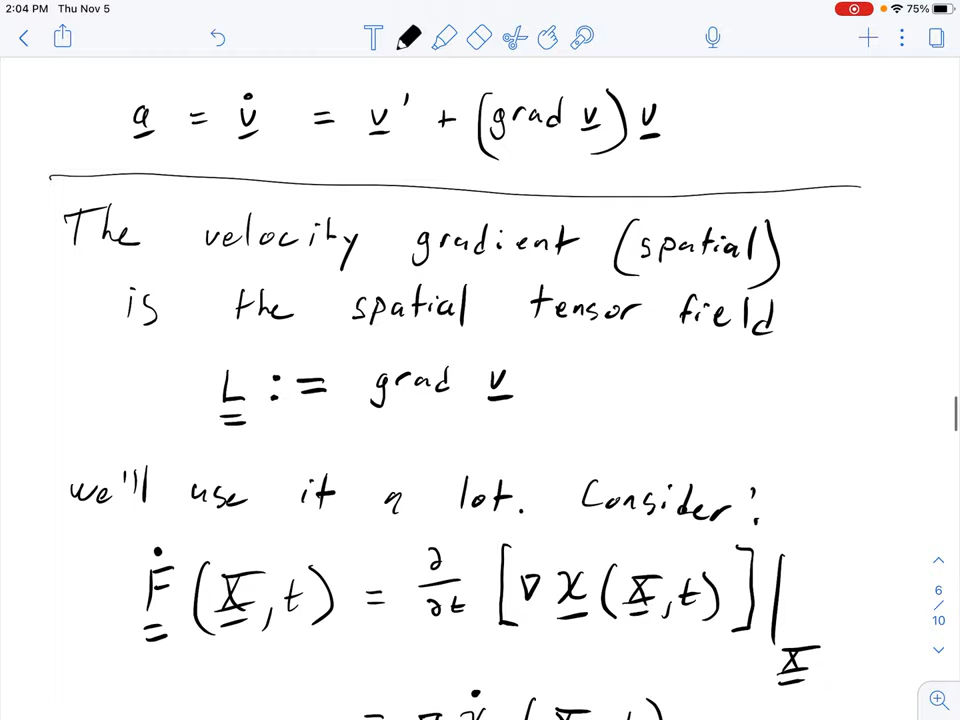 2:04 PM Thu Nov 5 75%
a̲ = v̲̇ = v̲' + (grad v̲) v̲
The velocity gradient (spatial)
is the spatial tensor field
L̳ := grad v̲
we'll use it a lot. Consider:
Ḟ̳ (X̲, t) = ∂/∂t [∇ χ̲ (X̲, t)] | X̲
= ∇ χ̇ (X̲, t)
6 / 10